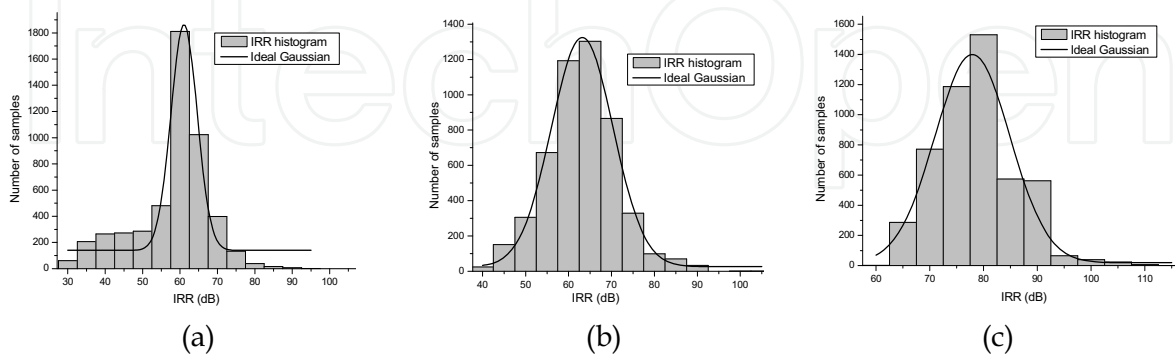 IntechOpen
IRR histogram
Ideal Gaussian
Number of samples
1800
1600
1400
1200
1000
800
600
400
200
0
30 40 50 60 70 80 90 100
IRR (dB)
(a)
IRR histogram
Ideal Gaussian
Number of samples
1400
1200
1000
800
600
400
200
0
40 50 60 70 80 90 100
IRR (dB)
(b)
IRR histogram
Ideal Gaussian
Number of samples
1600
1400
1200
1000
800
600
400
200
0
60 70 80 90 100 110
IRR (dB)
(c)